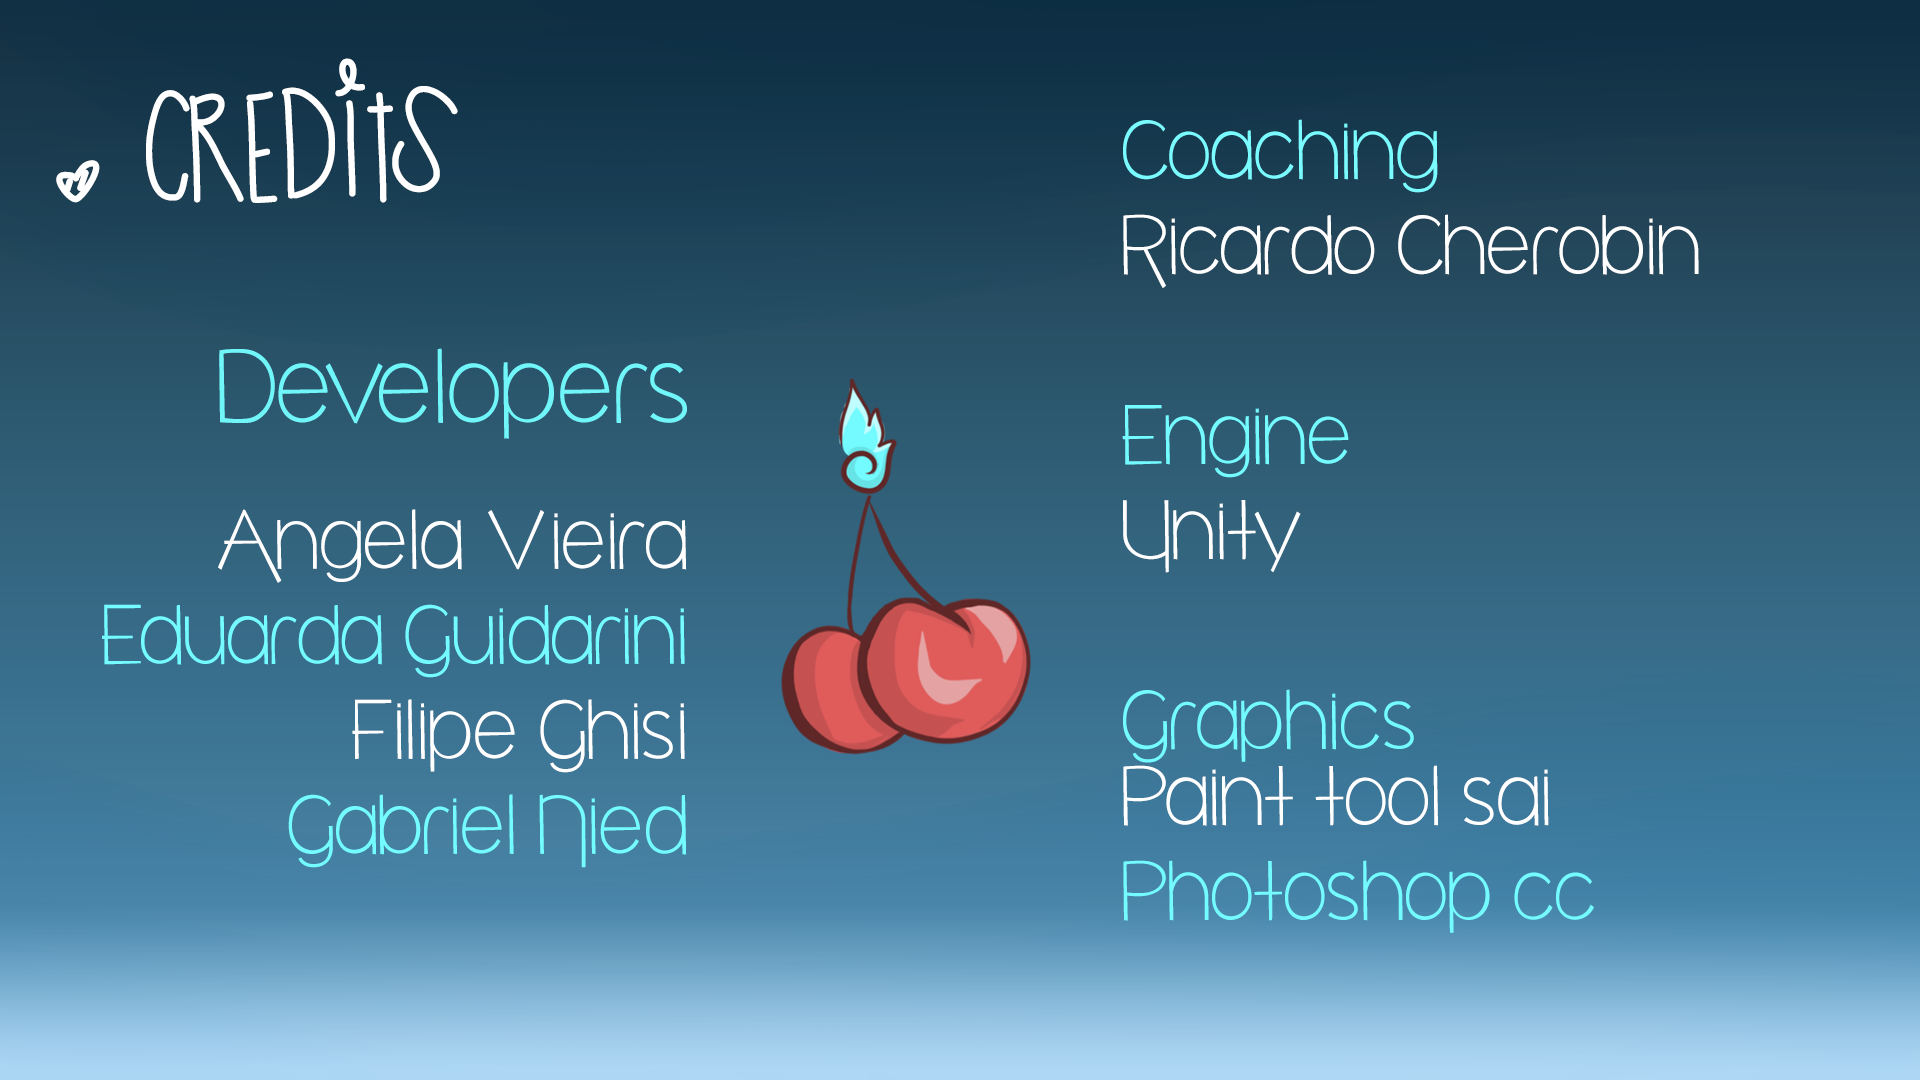 CREDITS
Developers
Angela Vieira
Eduarda Guidarini
Filipe Ghisi
Gabriel Nied
Coaching
Ricardo Cherobin
Engine
Unity
Graphics
Paint tool sai
Photoshop cc